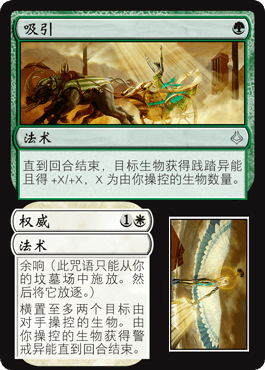 吸引
法术
直到回合结束，目标生物获得践踏异能
且得+X/+X，X 为由你操控的生物数量。
权威 1
法术
余响（此咒语只能从你
的坟墓场中施放。然
后将它放逐。）
横置至多两个目标由
对手操控的生物。由
你操控的生物获得警
戒异能直到回合结束。